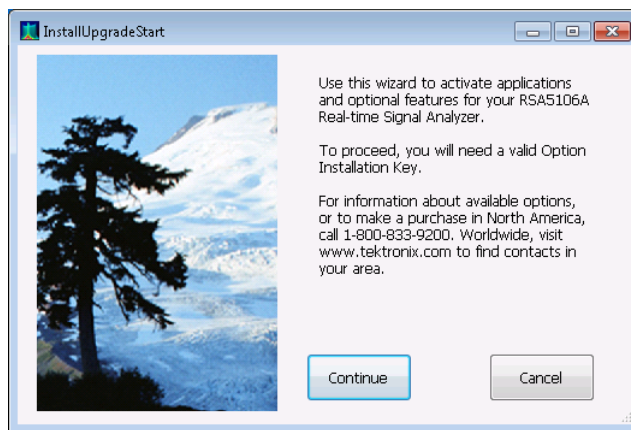 InstallUpgradeStart
Use this wizard to activate applications
and optional features for your RSA5106A
Real-time Signal Analyzer.
To proceed, you will need a valid Option
Installation Key.
For information about available options,
or to make a purchase in North America,
call 1-800-833-9200. Worldwide, visit
www.tektronix.com to find contacts in
your area.
Continue
Cancel